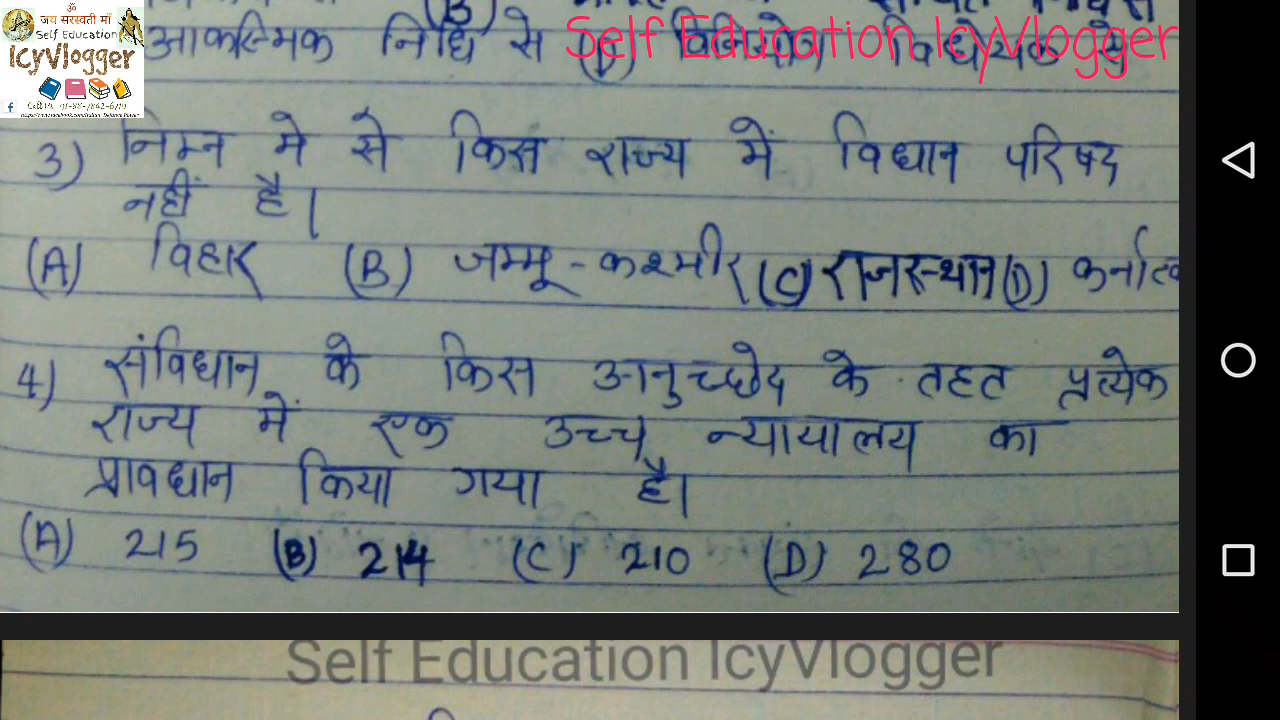 ॐ
जय सरस्वती माँ
Self Education
IcyVlogger
(B)
आकस्मिक निधि से (D) विनियोग विधेयक से
Self Education IcyVlogger
3) निम्न मे से किस राज्य में विधान परिषद
नहीं है।
(A) विहार (B) जम्मू-कश्मीर (C) राजस्थान (D) कर्नाटक
4) संविधान के किस अनुच्छेद के तहत प्रत्येक
राज्य में एक उच्च न्यायालय का
प्रावधान किया गया है।
(A) 215 (B) 214 (C) 210 (D) 280
Self Education IcyVlogger